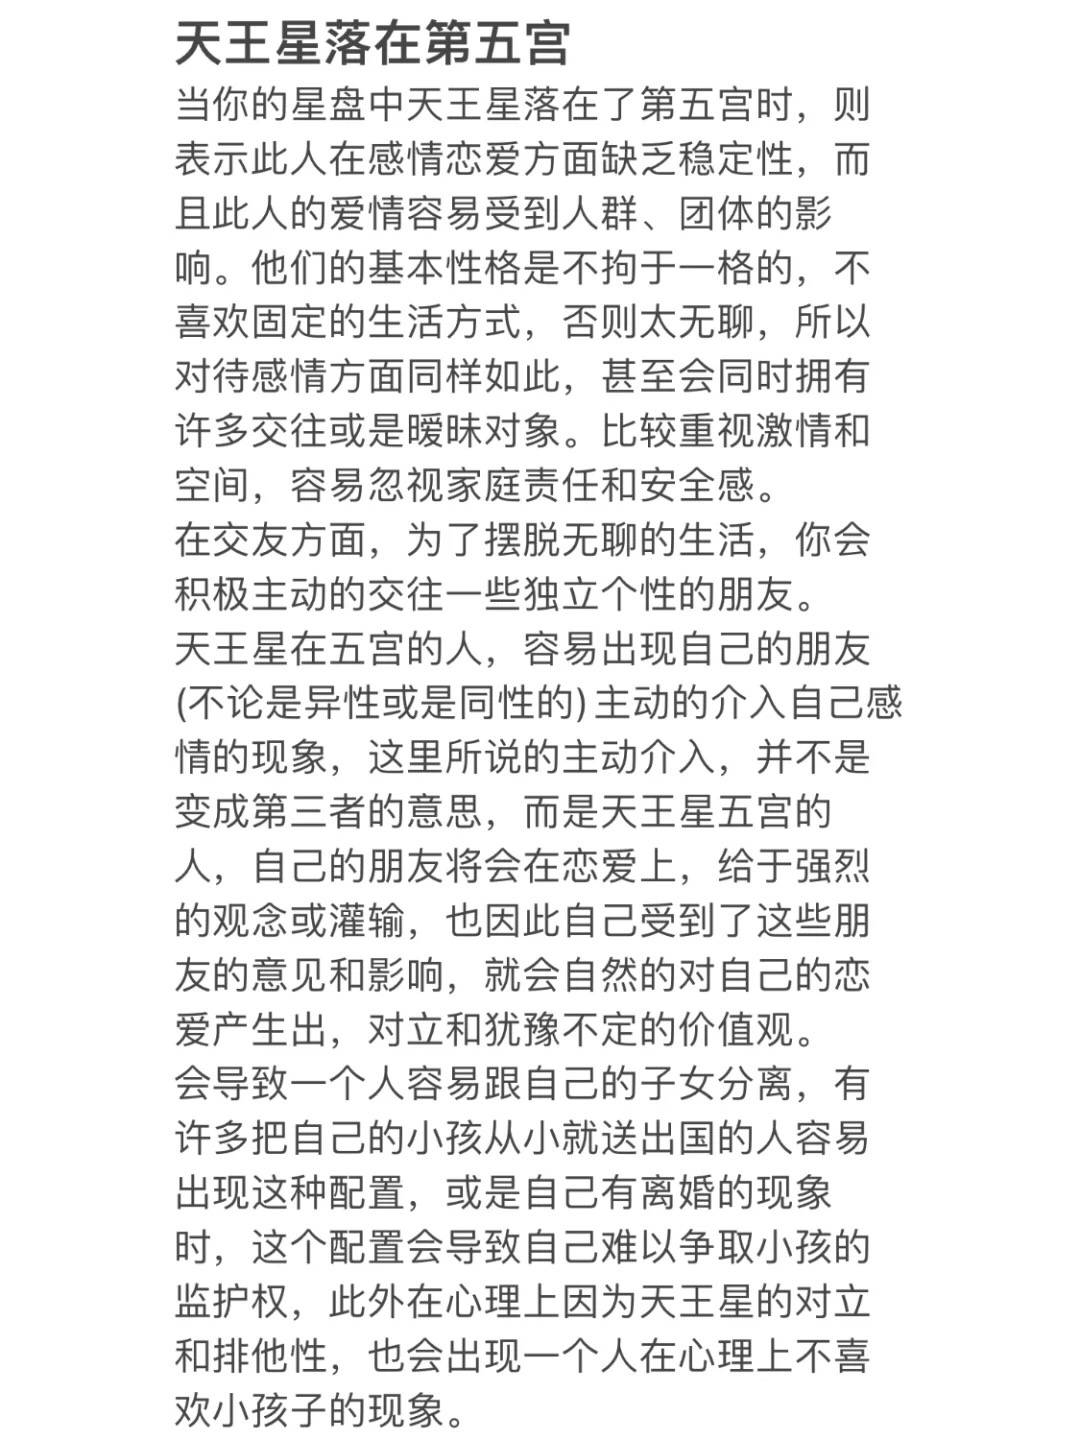 天王星落在第五宫
当你的星盘中天王星落在了第五宫时，则
表示此人在感情恋爱方面缺乏稳定性，而
且此人的爱情容易受到人群、团体的影
响。他们的基本性格是不拘于一格的，不
喜欢固定的生活方式，否则太无聊，所以
对待感情方面同样如此，甚至会同时拥有
许多交往或是暧昧对象。比较重视激情和
空间，容易忽视家庭责任和安全感。
在交友方面，为了摆脱无聊的生活，你会
积极主动的交往一些独立个性的朋友。
天王星在五宫的人，容易出现自己的朋友
(不论是异性或是同性的)主动的介入自己感
情的现象，这里所说的主动介入，并不是
变成第三者的意思，而是天王星五宫的
人，自己的朋友将会在恋爱上，给于强烈
的观念或灌输，也因此自己受到了这些朋
友的意见和影响，就会自然的对自己的恋
爱产生出，对立和犹豫不定的价值观。
会导致一个人容易跟自己的子女分离，有
许多把自己的小孩从小就送出国的人容易
出现这种配置，或是自己有离婚的现象
时，这个配置会导致自己难以争取小孩的
监护权，此外在心理上因为天王星的对立
和排他性，也会出现一个人在心理上不喜
欢小孩子的现象。